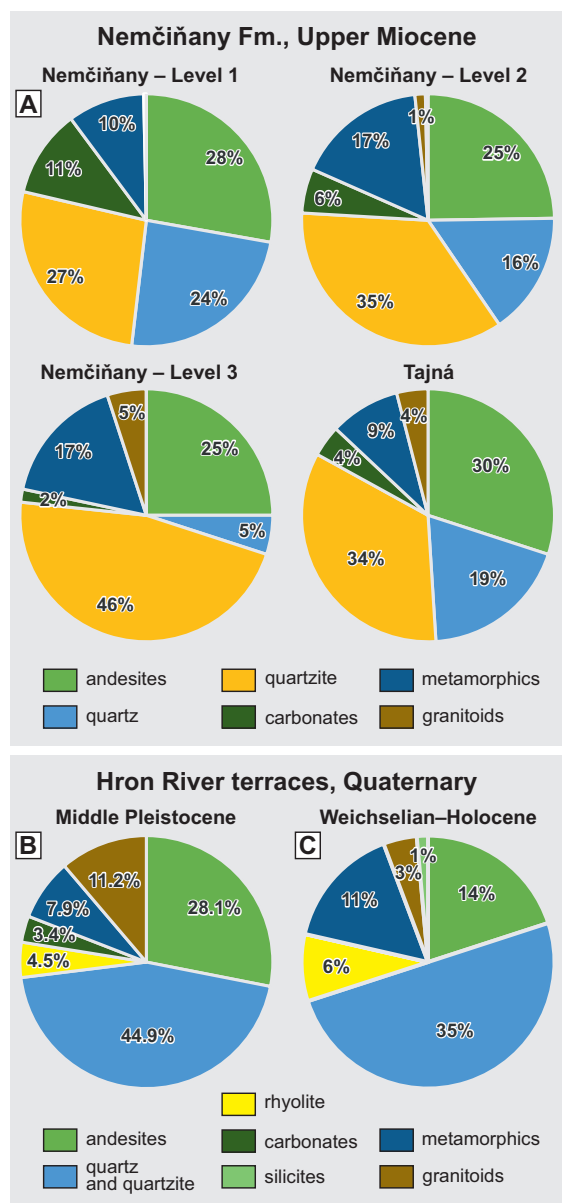 Nemčiňany Fm., Upper Miocene
Nemčiňany – Level 1
Nemčiňany – Level 2
A
28%
24%
27%
11%
10%
25%
16%
35%
6%
17%
1%
Nemčiňany – Level 3
Tajná
25%
5%
46%
2%
17%
5%
30%
19%
34%
4%
9%
4%
andesites
quartzite
metamorphics
quartz
carbonates
granitoids
Hron River terraces, Quaternary
Middle Pleistocene
Weichselian–Holocene
B
28.1%
44.9%
4.5%
3.4%
7.9%
11.2%
C
14%
35%
6%
11%
3%
1%
rhyolite
andesites
carbonates
metamorphics
quartz
and quartzite
silicites
granitoids